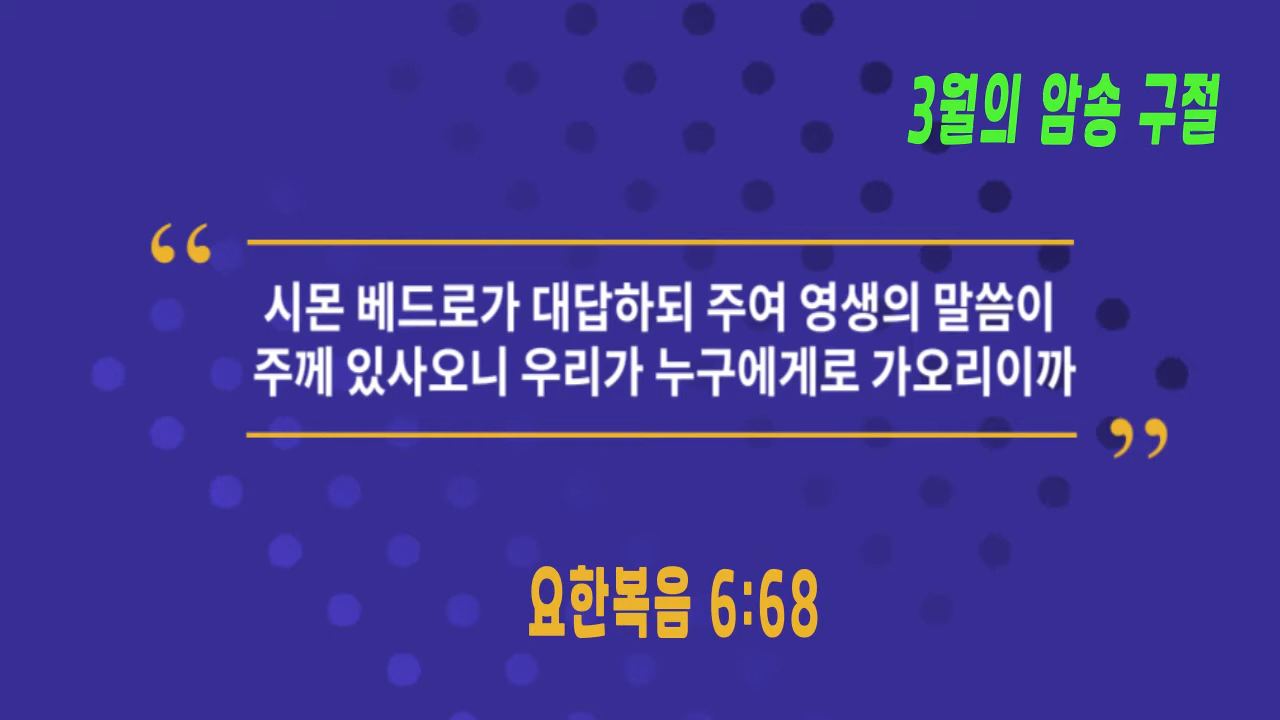 3월의 암송 구절
“
시몬 베드로가 대답하되 주여 영생의 말씀이
주께 있사오니 우리가 누구에게로 가오리이까
”
요한복음 6:68